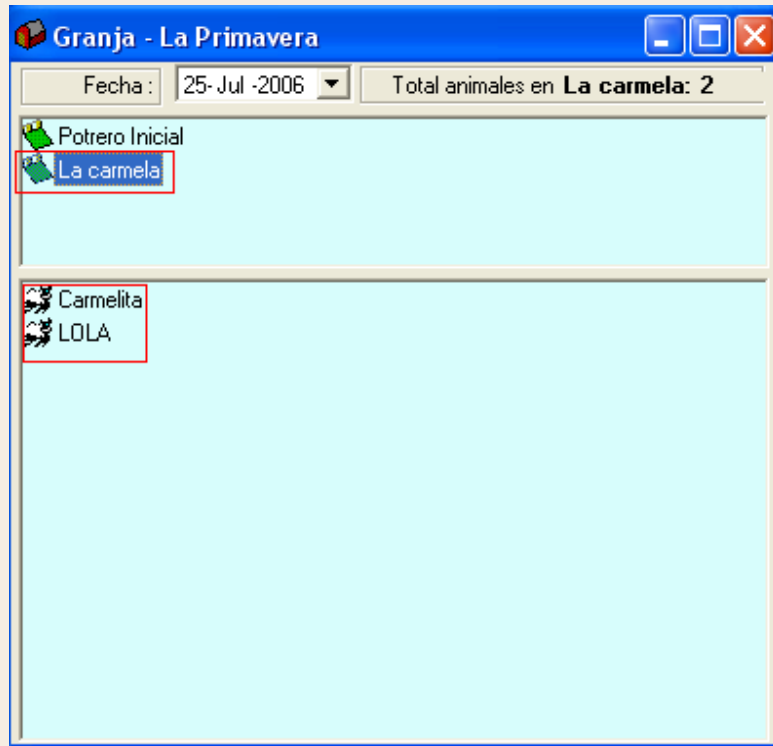 Granja - La Primavera
Fecha : 25- Jul -2006 Total animales en La carmela: 2
Potrero Inicial
La carmela
Carmelita
LOLA